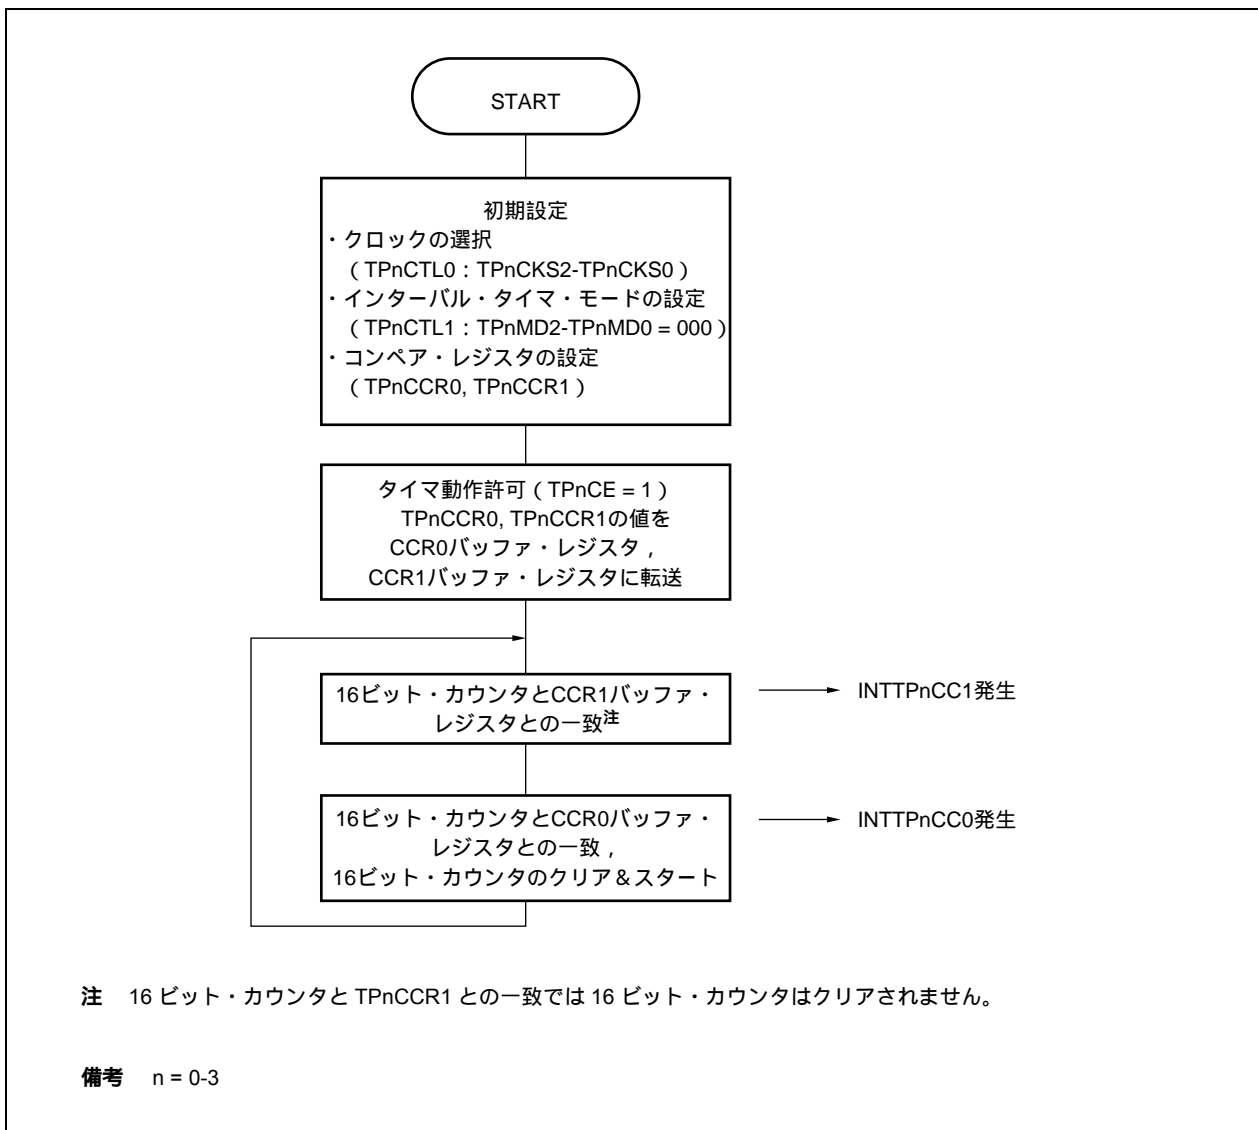 START
初期設定
・クロックの選択
（TPnCTL0：TPnCKS2-TPnCKS0）
・インターバル・タイマ・モードの設定
（TPnCTL1：TPnMD2-TPnMD0 = 000）
・コンペア・レジスタの設定
（TPnCCR0, TPnCCR1）
タイマ動作許可（TPnCE = 1）
TPnCCR0, TPnCCR1の値を
CCR0バッファ・レジスタ，
CCR1バッファ・レジスタに転送
16ビット・カウンタとCCR1バッファ・
レジスタとの一致注
INTTPnCC1発生
16ビット・カウンタとCCR0バッファ・
レジスタとの一致，
16ビット・カウンタのクリア＆スタート
INTTPnCC0発生
注　16 ビット・カウンタと TPnCCR1 との一致では 16 ビット・カウンタはクリアされません。
備考　n = 0-3